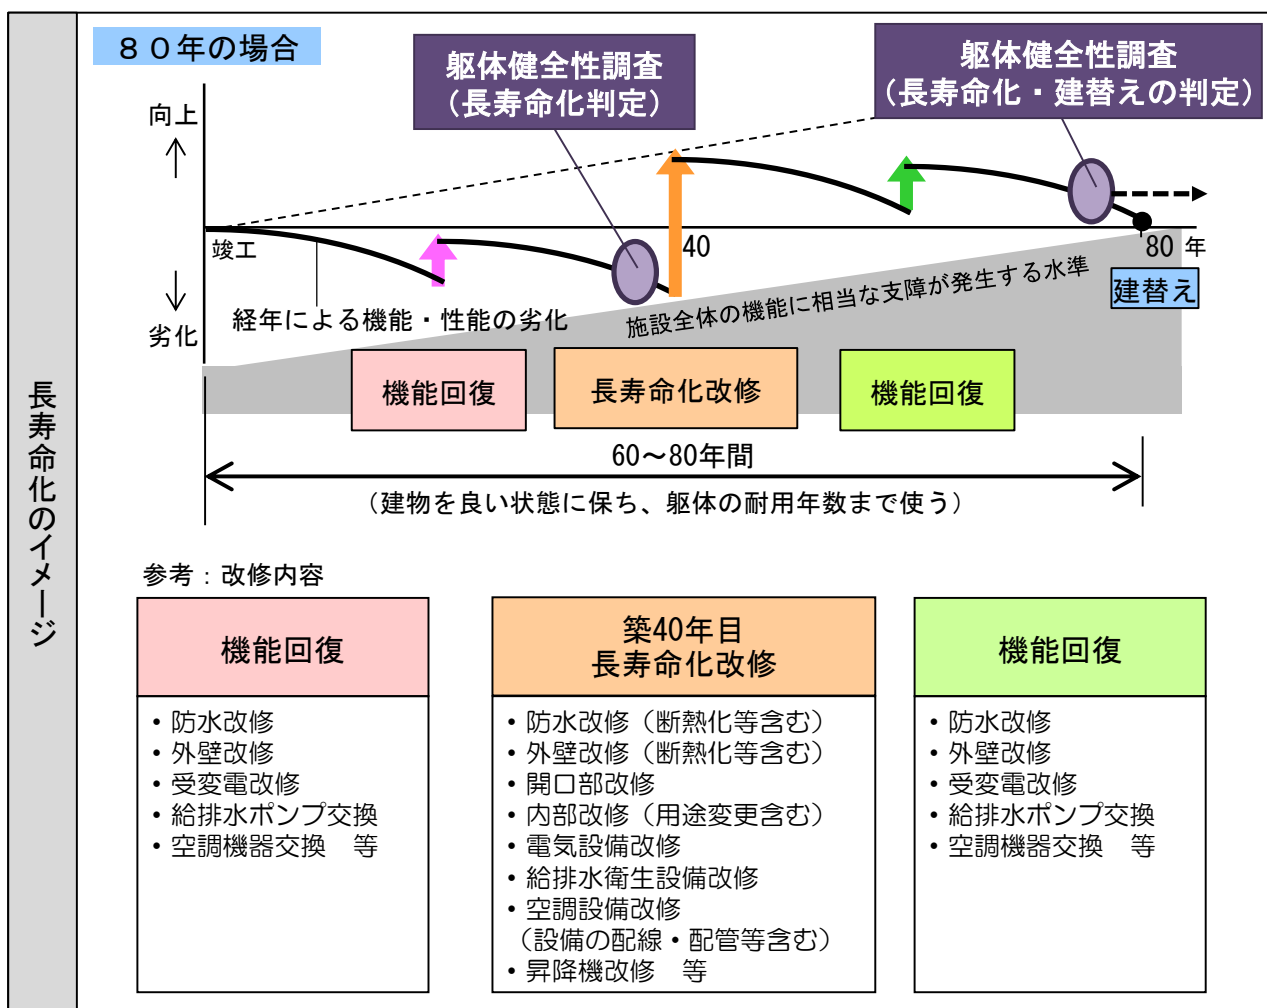 長寿命化のイメージ
８０年の場合
躯体健全性調査
（長寿命化判定）
躯体健全性調査
（長寿命化・建替えの判定）
向上
竣工
40
80 年
劣化
経年による機能・性能の劣化
施設全体の機能に相当な支障が発生する水準
建替え
機能回復
長寿命化改修
機能回復
60～80年間
（建物を良い状態に保ち、躯体の耐用年数まで使う）
参考：改修内容
機能回復
・防水改修
・外壁改修
・受変電改修
・給排水ポンプ交換
・空調機器交換　等
築40年目
長寿命化改修
・防水改修（断熱化等含む）
・外壁改修（断熱化等含む）
・開口部改修
・内部改修（用途変更含む）
・電気設備改修
・給排水衛生設備改修
・空調設備改修
（設備の配線・配管等含む）
・昇降機改修　等
機能回復
・防水改修
・外壁改修
・受変電改修
・給排水ポンプ交換
・空調機器交換　等